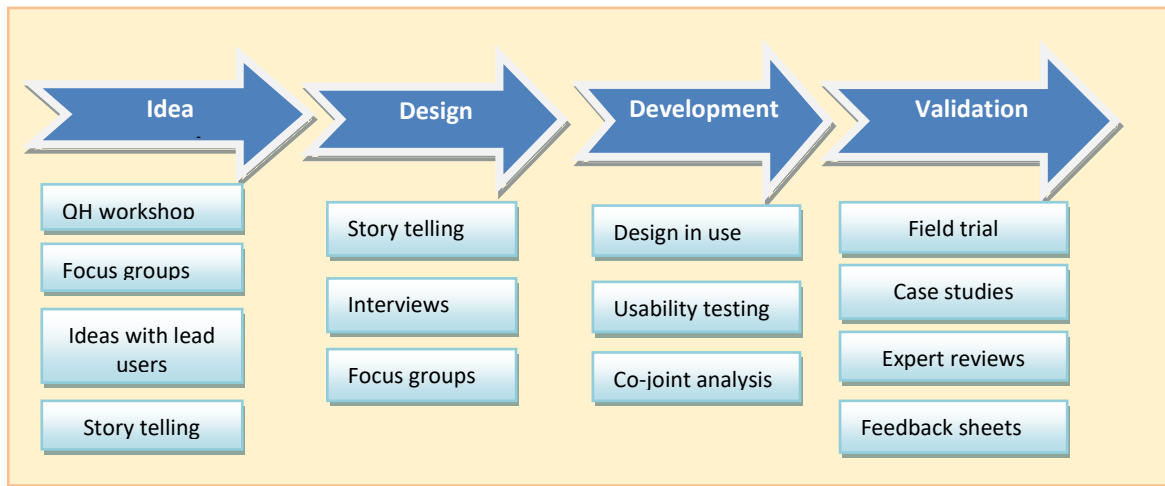 Idea
Design
Development
Validation
QH workshop
Focus groups
Ideas with lead
users
Story telling
Story telling
Interviews
Focus groups
Design in use
Usability testing
Co-joint analysis
Field trial
Case studies
Expert reviews
Feedback sheets